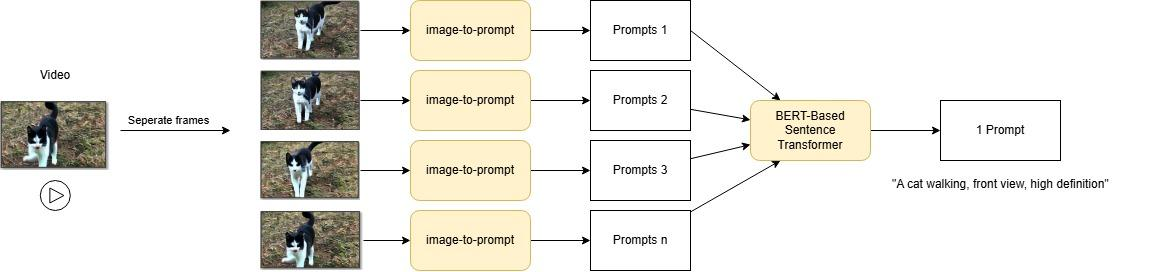 Video
Seperate frames
image-to-prompt
Prompts 1
image-to-prompt
Prompts 2
image-to-prompt
Prompts 3
image-to-prompt
Prompts n
BERT-Based
Sentence
Transformer
1 Prompt
"A cat walking, front view, high definition"